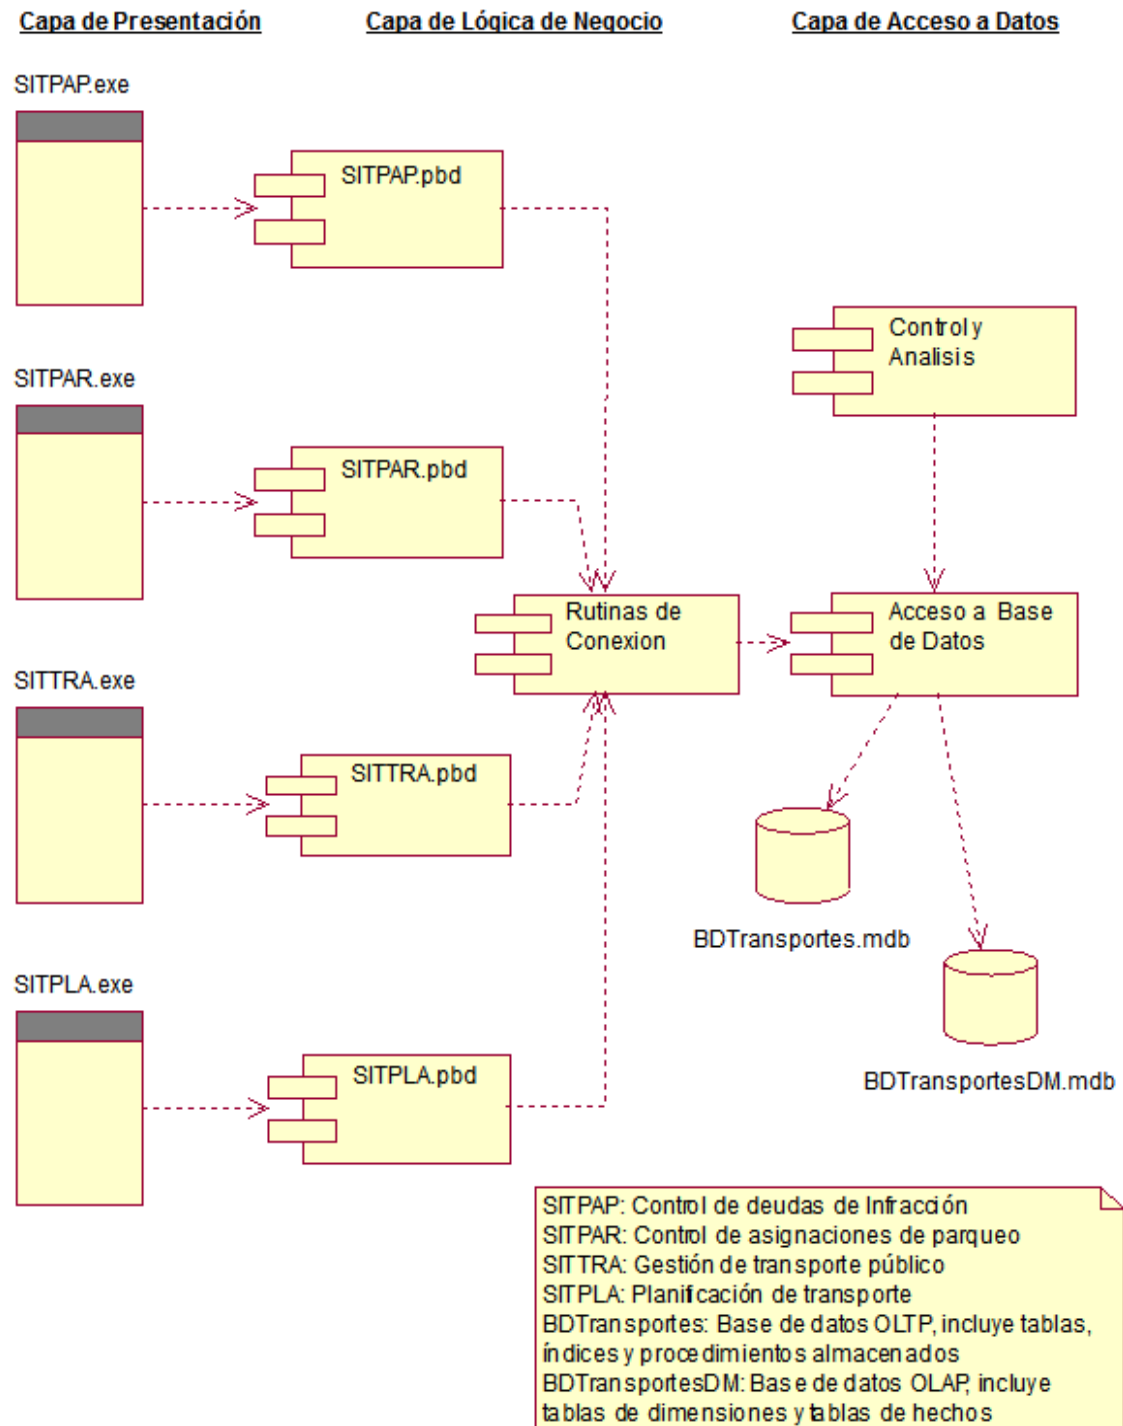 Capa de Presentación
Capa de Lógica de Negocio
Capa de Acceso a Datos
SITPAP.exe
SITPAP.pbd
Control y
Analisis
SITPAR.exe
SITPAR.pbd
Rutinas de
Conexion
Acceso a Base
de Datos
SITTRA.exe
SITTRA.pbd
BDTransportes.mdb
SITPLA.exe
SITPLA.pbd
BDTransportesDM.mdb
SITPAP: Control de deudas de Infracción
SITPAR: Control de asignaciones de parqueo
SITTRA: Gestión de transporte público
SITPLA: Planificación de transporte
BDTransportes: Base de datos OLTP, incluye tablas,
índices y procedimientos almacenados
BDTransportesDM: Base de datos OLAP, incluye
tablas de dimensiones y tablas de hechos